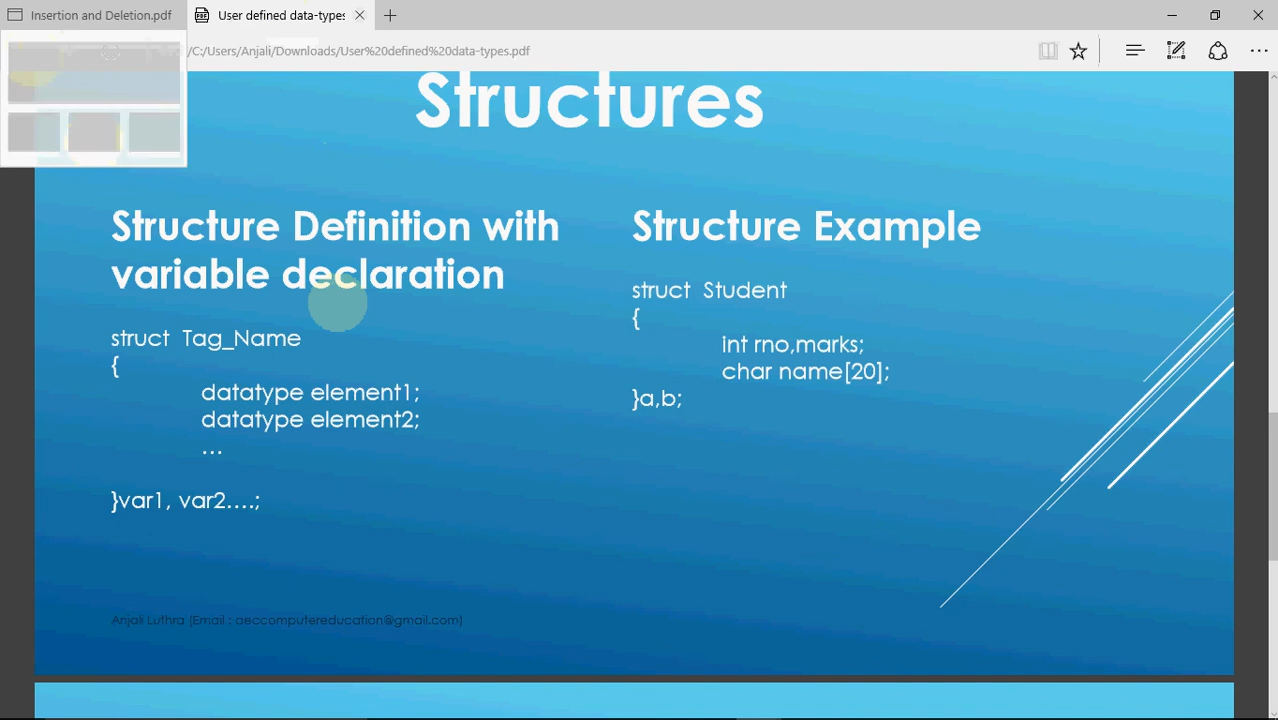 Insertion and Deletion.pdf
User defined data-types
/C:/Users/Anjali/Downloads/User%20defined%20data-types.pdf
Structures
Structure Definition with
variable declaration
struct Tag_Name
{
datatype element1;
datatype element2;
...
}var1, var2....;
Structure Example
struct Student
{
int rno,marks;
char name[20];
}a,b;
Anjali Luthra (Email : aeccomputereducation@gmail.com)